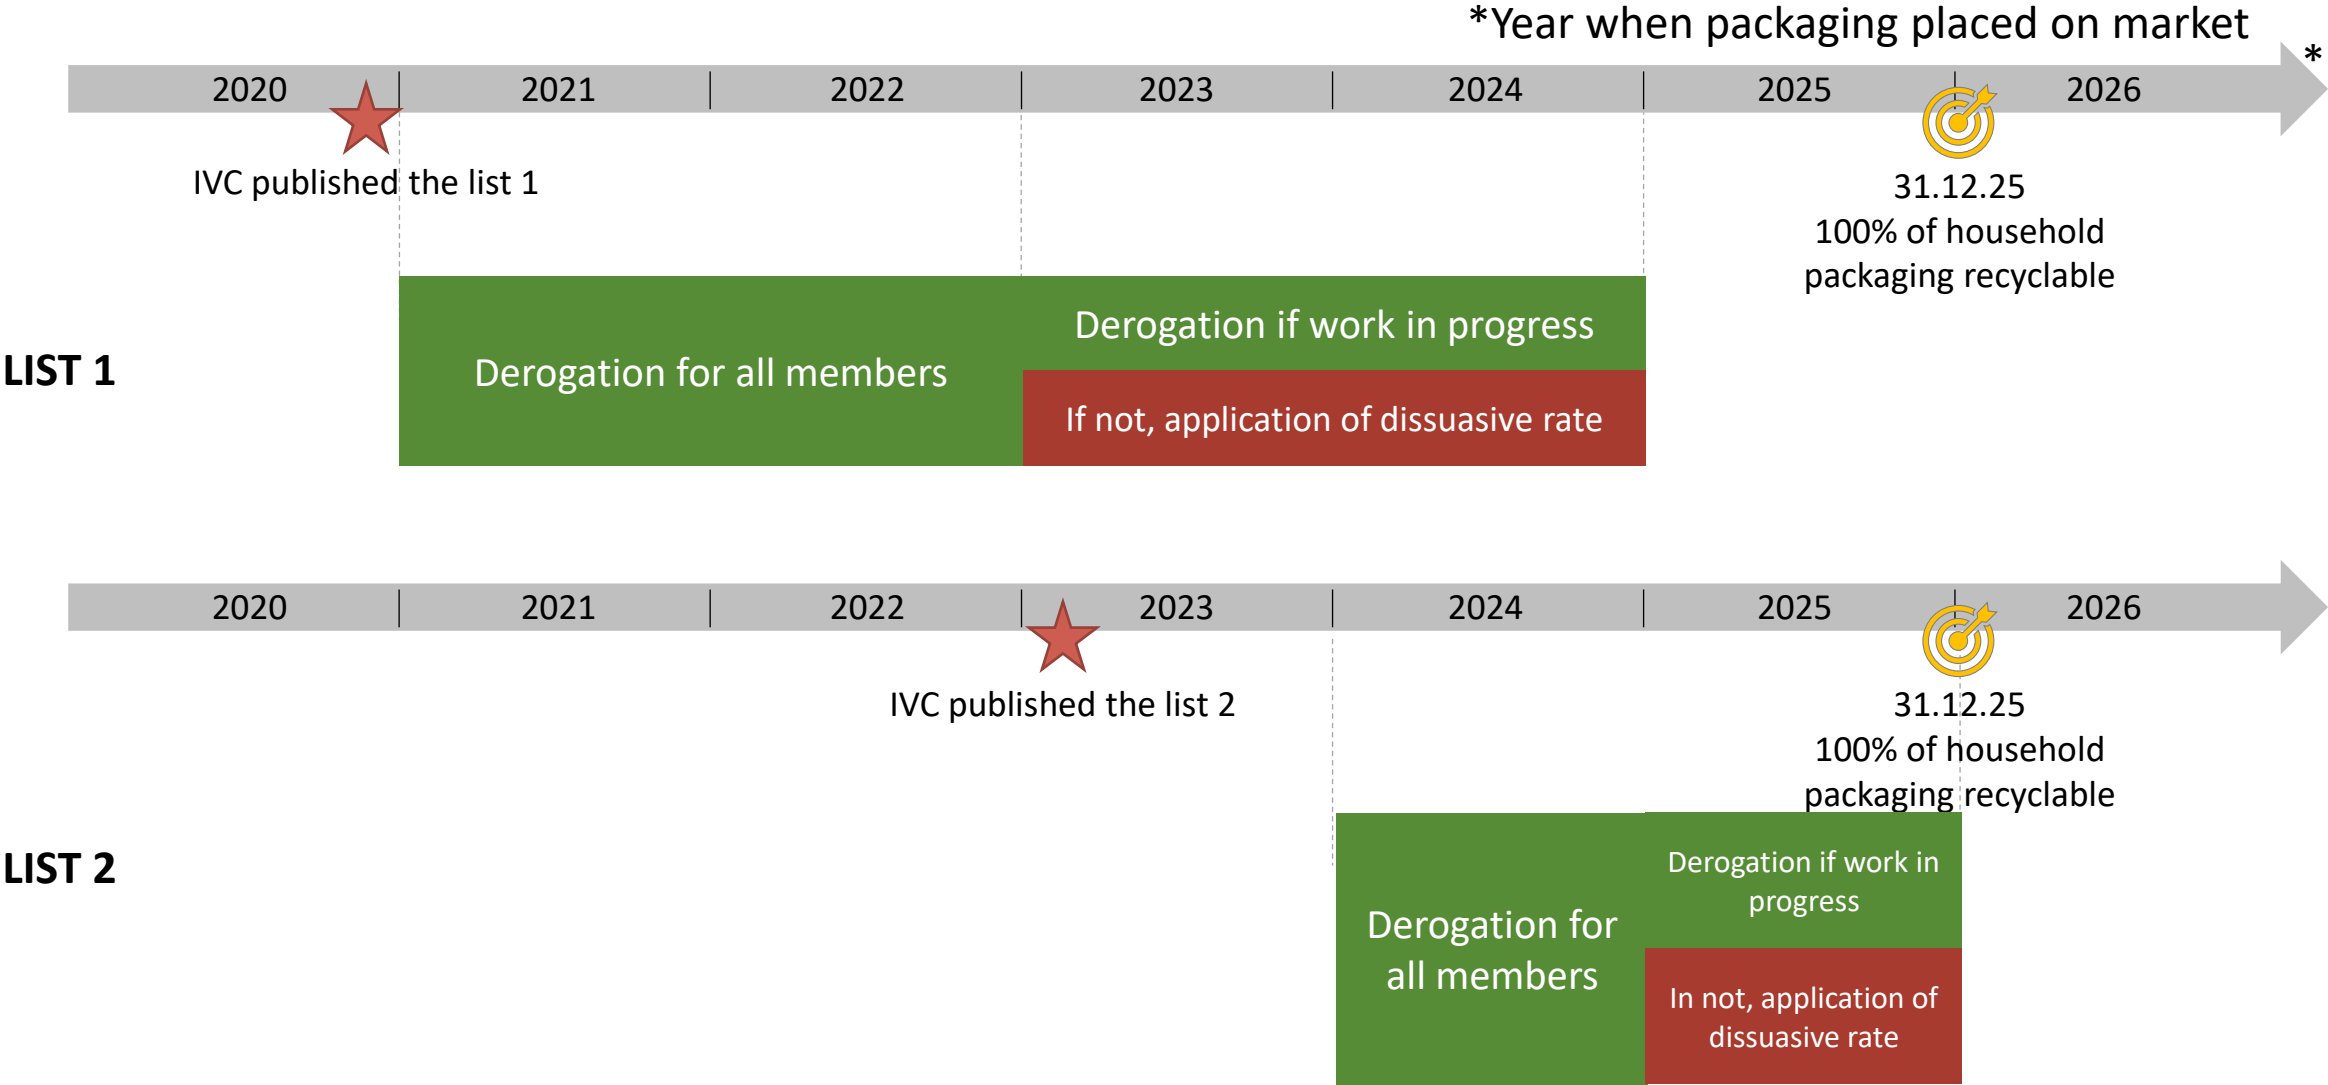 *Year when packaging placed on market
*
2020 2021 2022 2023 2024 2025 2026
IVC published the list 1
31.12.25
100% of household
packaging recyclable
LIST 1
Derogation for all members
Derogation if work in progress
If not, application of dissuasive rate
2020 2021 2022 2023 2024 2025 2026
IVC published the list 2
31.12.25
100% of household
packaging recyclable
LIST 2
Derogation for
all members
Derogation if work in
progress
In not, application of
dissuasive rate